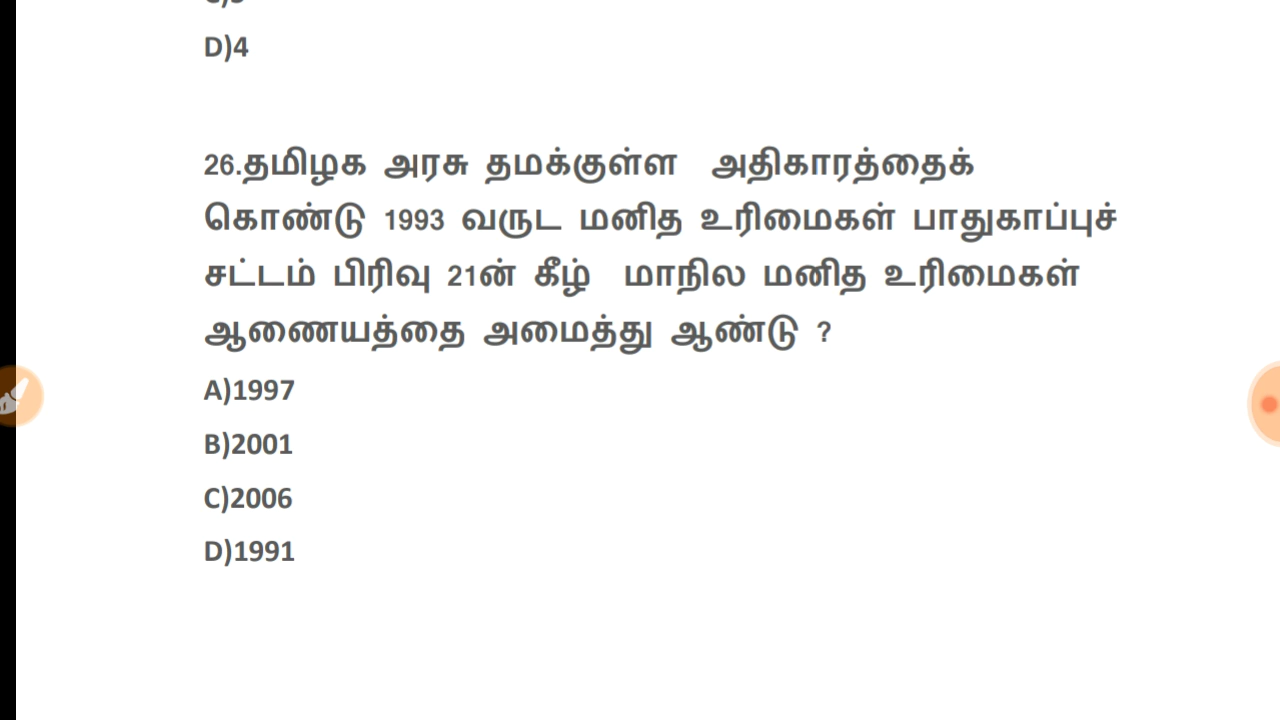 D)4
26.தமிழக அரசு தமக்குள்ள அதிகாரத்தைக்
கொண்டு 1993 வருட மனித உரிமைகள் பாதுகாப்புச்
சட்டம் பிரிவு 21ன் கீழ் மாநில மனித உரிமைகள்
ஆணையத்தை அமைத்து ஆண்டு ?
A)1997
B)2001
C)2006
D)1991